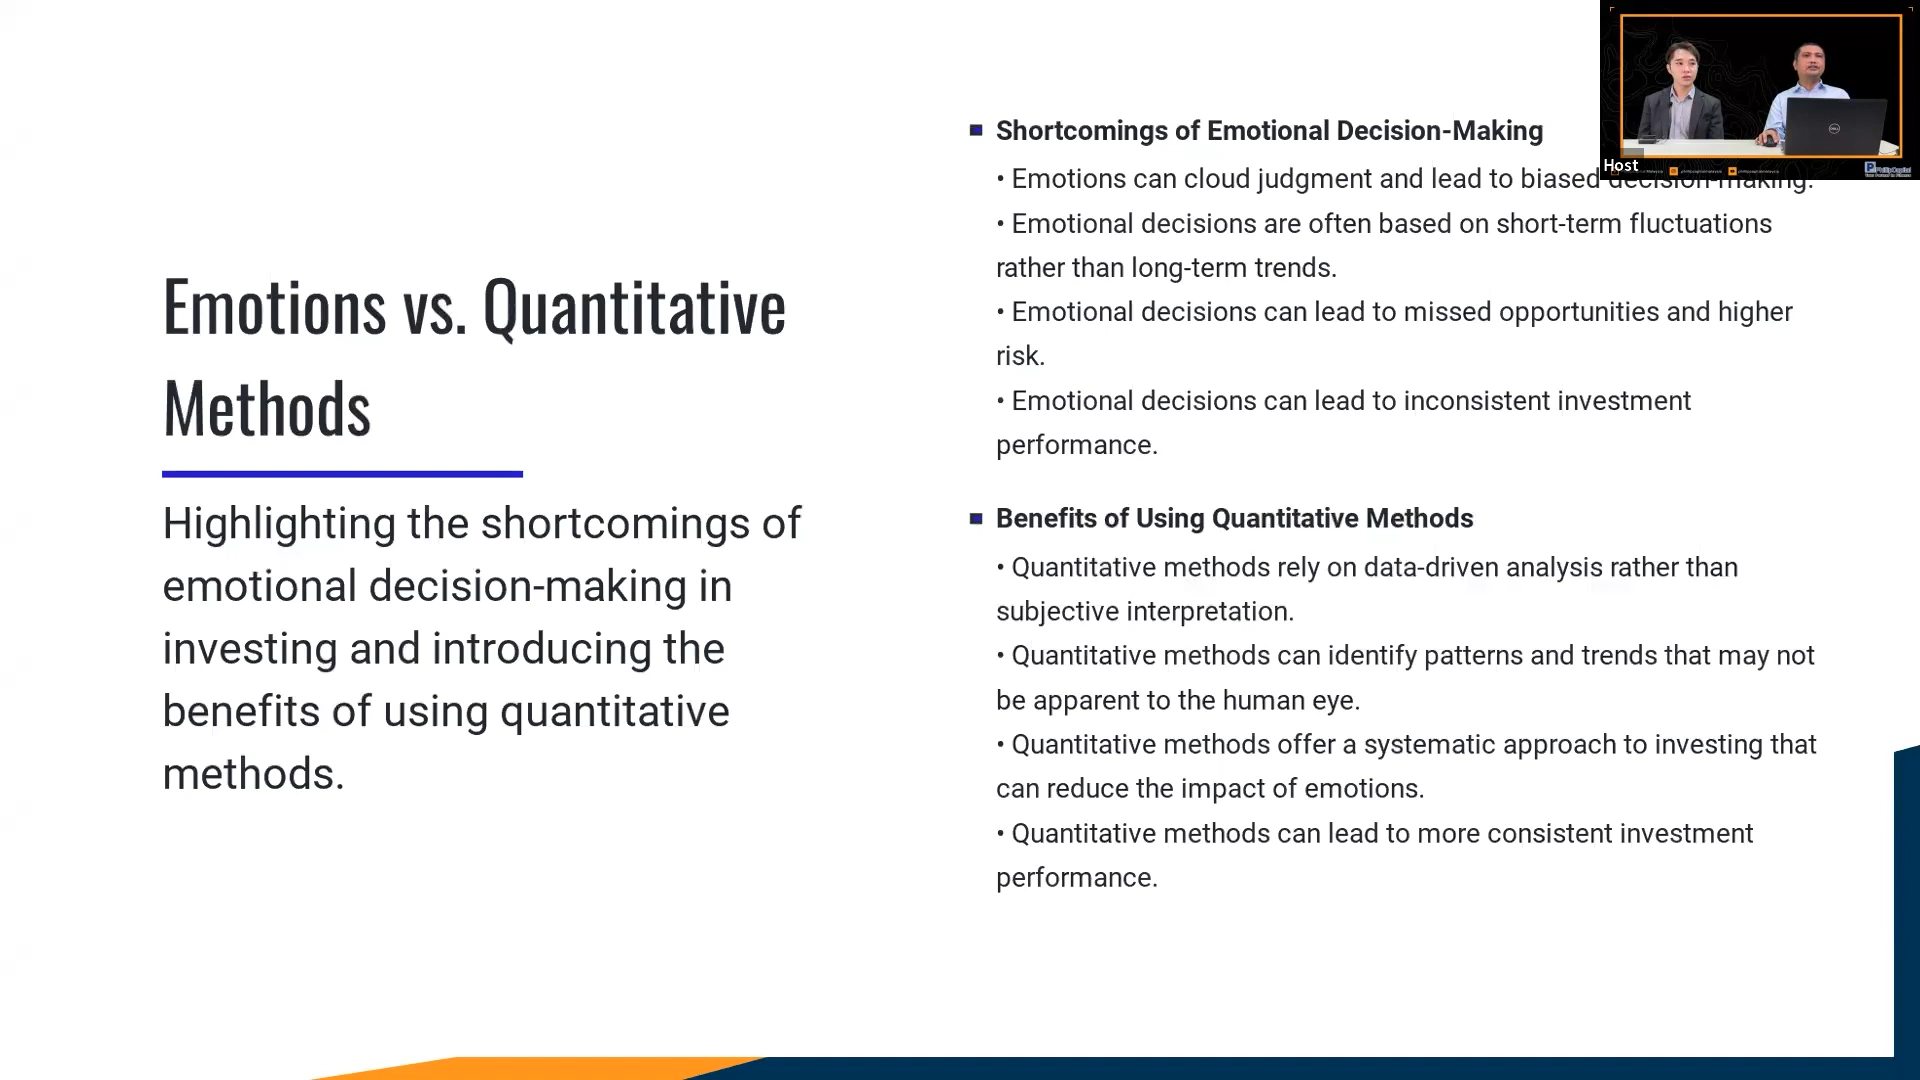 Emotions vs. Quantitative
Methods
Highlighting the shortcomings of
emotional decision-making in
investing and introducing the
benefits of using quantitative
methods.
Shortcomings of Emotional Decision-Making
• Emotions can cloud judgment and lead to biased decision-making.
• Emotional decisions are often based on short-term fluctuations
rather than long-term trends.
• Emotional decisions can lead to missed opportunities and higher
risk.
• Emotional decisions can lead to inconsistent investment
performance.
Benefits of Using Quantitative Methods
• Quantitative methods rely on data-driven analysis rather than
subjective interpretation.
• Quantitative methods can identify patterns and trends that may not
be apparent to the human eye.
• Quantitative methods offer a systematic approach to investing that
can reduce the impact of emotions.
• Quantitative methods can lead to more consistent investment
performance.
Host
PhillipCapital
DELL